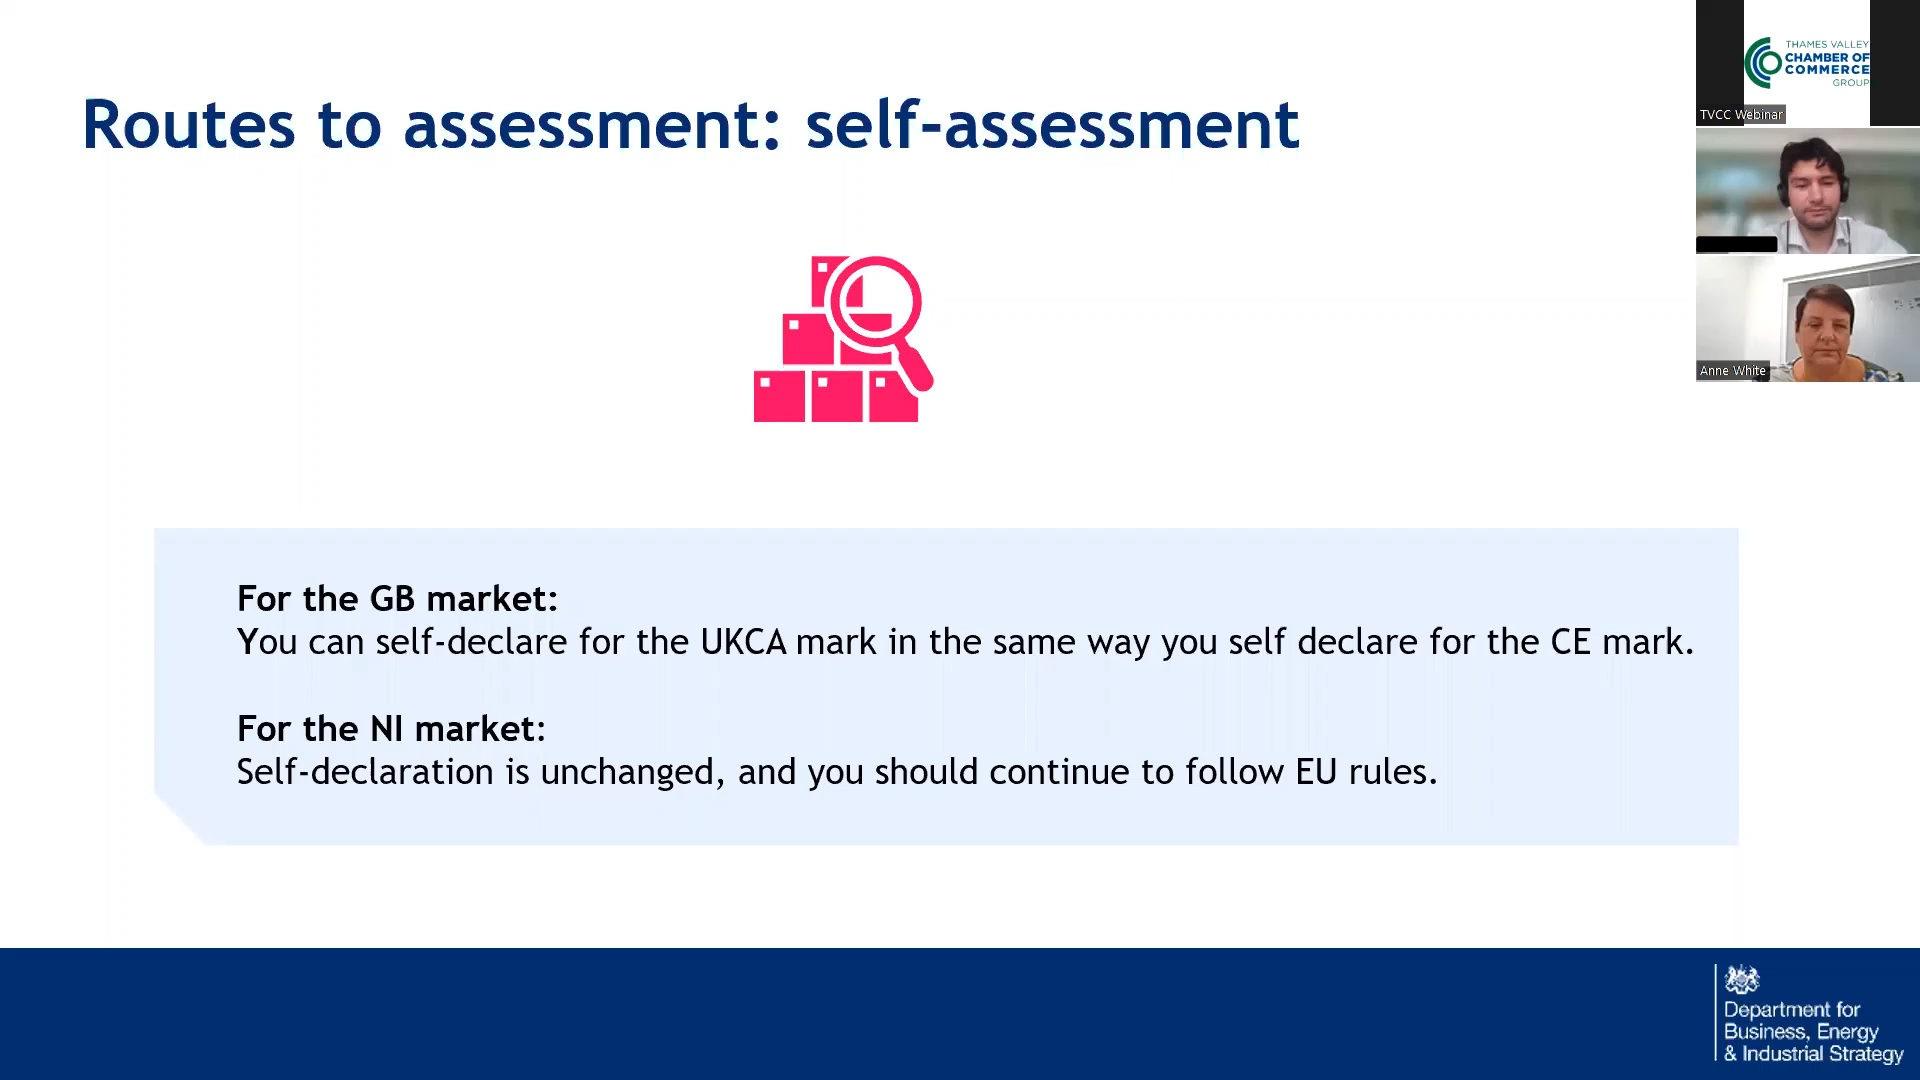 Routes to assessment: self-assessment
THAMES VALLEY
CHAMBER OF
COMMERCE
GROUP
TVCC Webinar
Anne White
For the GB market:
You can self-declare for the UKCA mark in the same way you self declare for the CE mark.
For the NI market:
Self-declaration is unchanged, and you should continue to follow EU rules.
Department for
Business, Energy
& Industrial Strategy